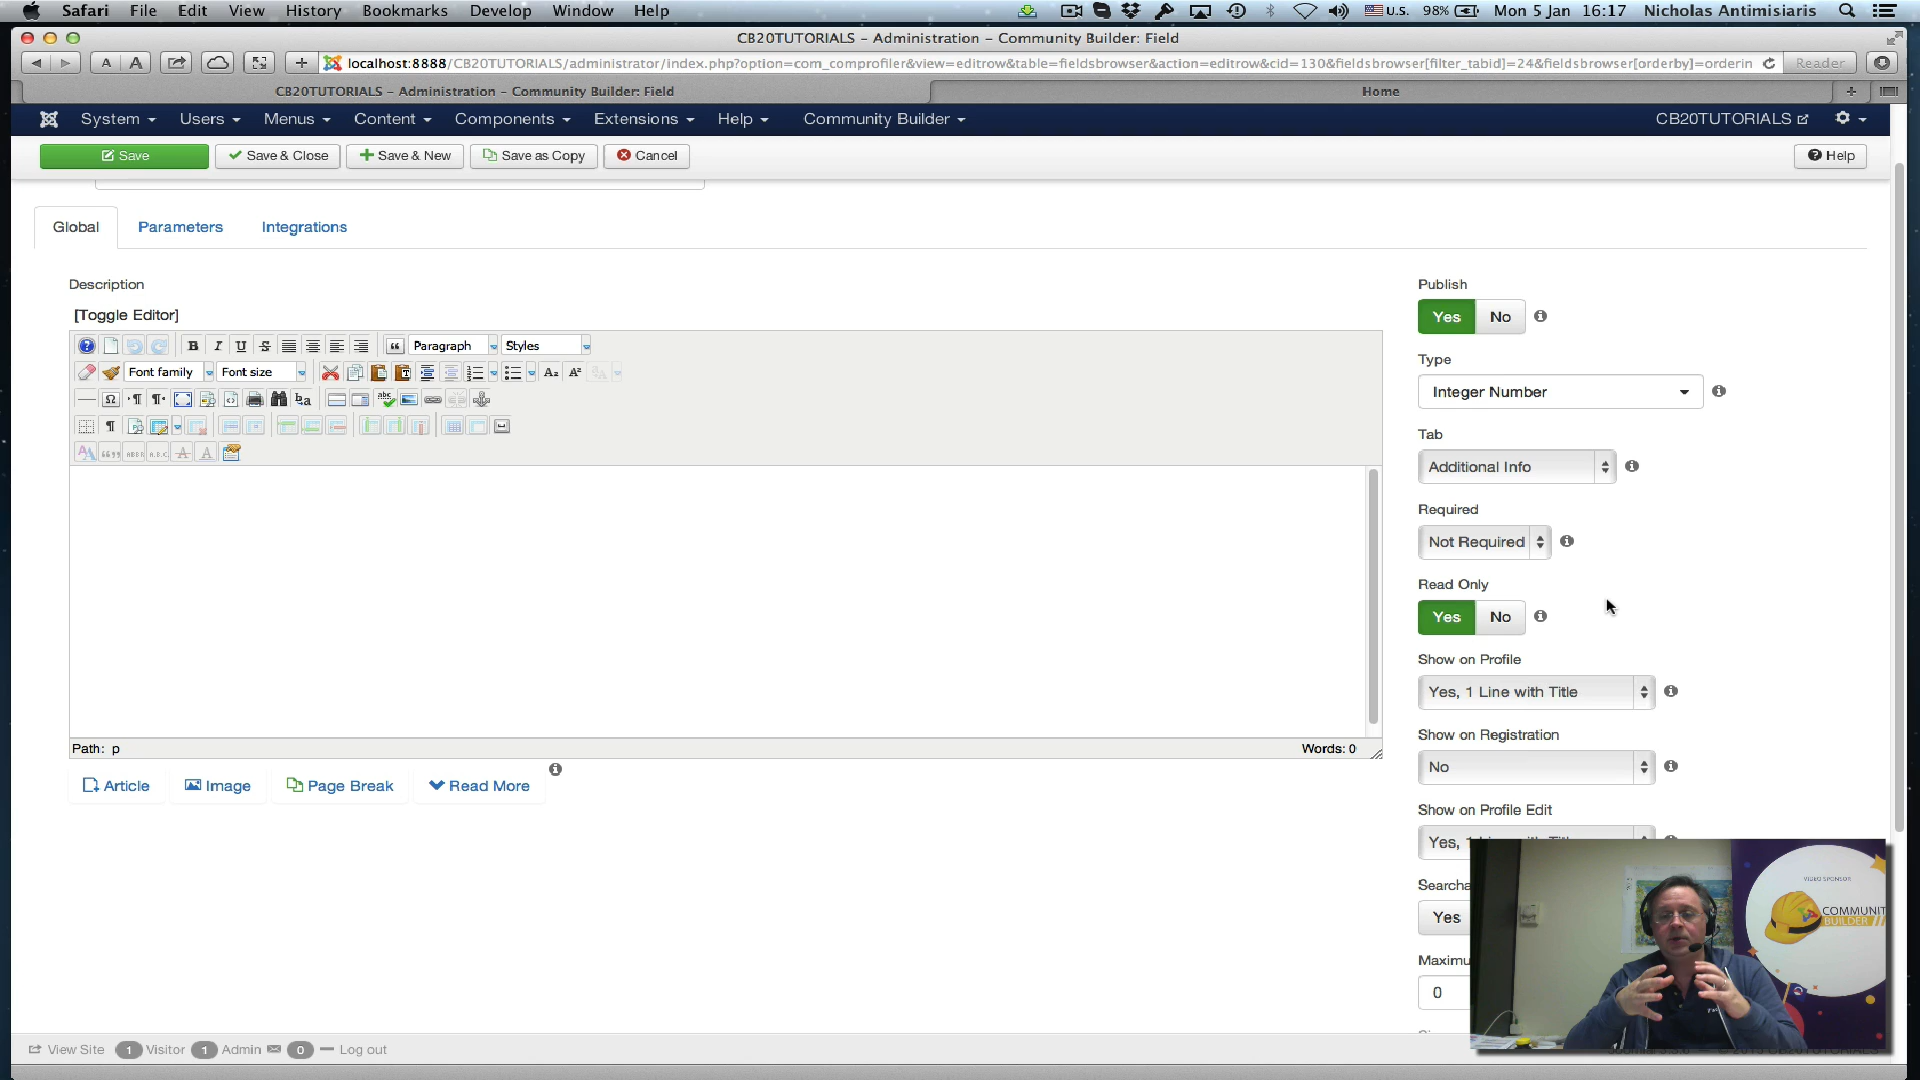 Safari File Edit View History Bookmarks Develop Window Help U.S. 98% Mon 5 Jan 16:17 Nicholas Antimisiaris
CB20TUTORIALS – Administration – Community Builder: Field
A A localhost:8888/CB20TUTORIALS/administrator/index.php?option=com_comprofiler&view=editrow&table=fieldsbrowser&action=editrow&cid=130&fieldsbrowser[filter_tabid]=24&fieldsbrowser[orderby]=orderin Reader
CB20TUTORIALS – Administration – Community Builder: Field Home
System Users Menus Content Components Extensions Help Community Builder CB20TUTORIALS
Save Save & Close Save & New Save as Copy Cancel Help
Global Parameters Integrations
Description
[Toggle Editor]
Paragraph Styles
Font family Font size
Path: p Words: 0
Article Image Page Break Read More
Publish
Yes No
Type
Integer Number
Tab
Additional Info
Required
Not Required
Read Only
Yes No
Show on Profile
Yes, 1 Line with Title
Show on Registration
No
Show on Profile Edit
Yes, 1
Searcha
Yes
Maximu
0
VIDEO SPONSOR
COMMUNIT
BUILDER
View Site 1 Visitor 1 Admin 0 Log out